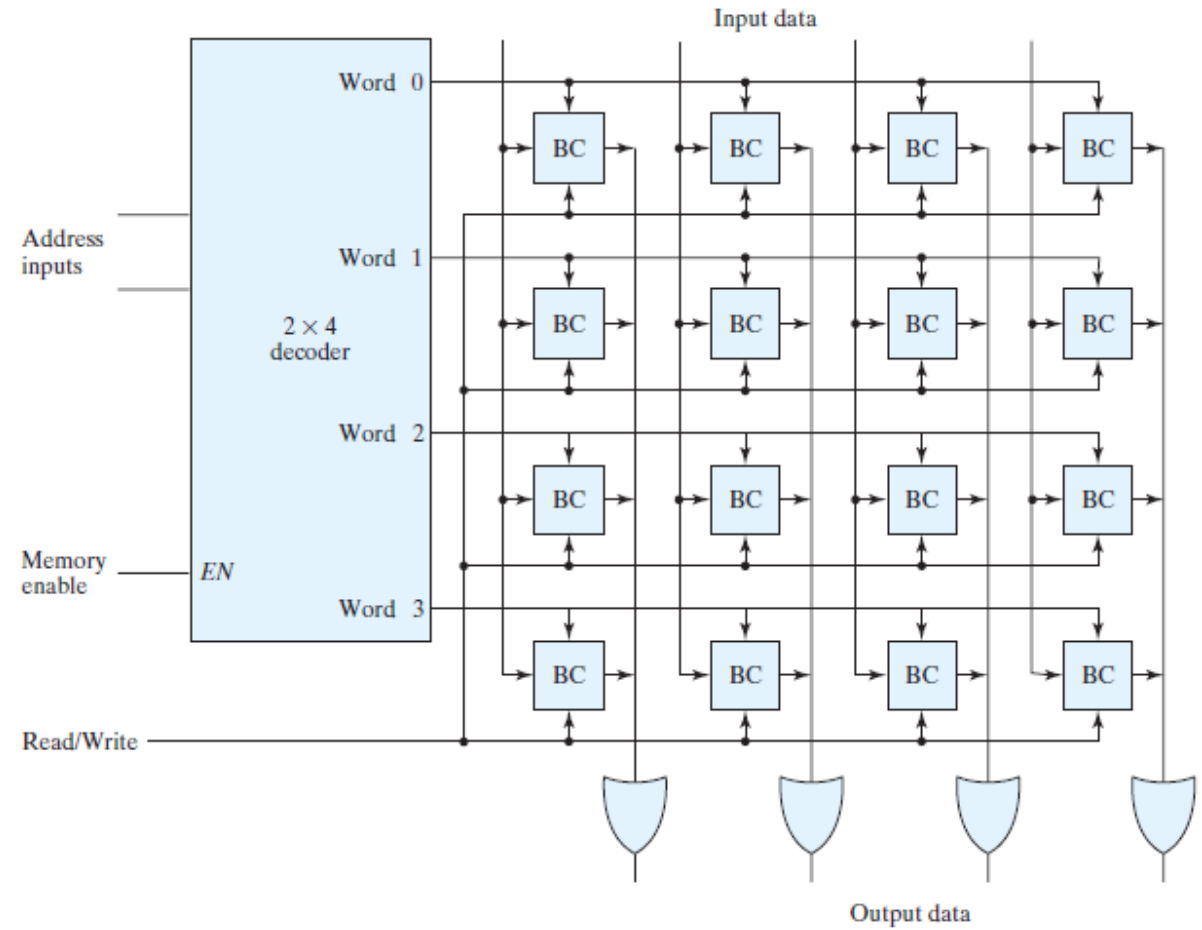 Input data
Word 0
BC BC BC BC
Address
inputs
Word 1
2 × 4
decoder
BC BC BC BC
Word 2
BC BC BC BC
Memory
enable
EN
Word 3
BC BC BC BC
Read/Write
Output data